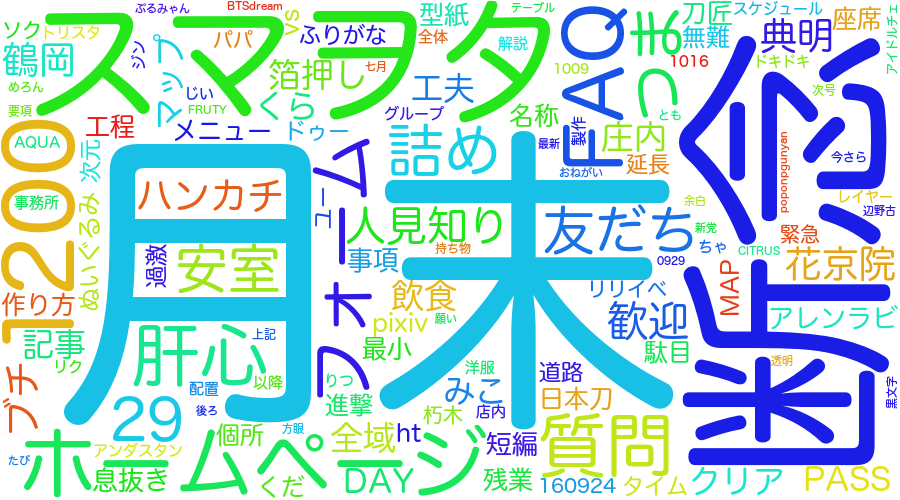 ぷるみゃん
BTSdream
テーブル
ソク
トリスタ
ジン
マップ
パパ
vs
ふりがな
全体
型紙
解説
刀匠
無難
スケジュール
座席
アイドルチェ
鶴岡
めろん
じい
七月
1009
1016
典明
ドキドキ
次号
スマヲタ
FAQ
つま
要項
FRUTY
箔押し
くら
工夫
グループ
名称
製作
とも
AQUA
工程
メニュー
ドゥー
詰め
最新
庄内
延長
おねがい
poponpgunyan
今さら
断念
1200
次元
月末
ハンカチ
フォーム
ユー
人見知り
友だち
ちゃ
余白
レイヤー
辺野古
事務所
ぬいぐるみ
過激
安室
事項
持ち物
0929
新党
緊急
CITRUS
花京院
作り方
飲食
リリイベ
MAP
pixiv
願い
歓迎
アレンラビ
記事
肝心
上記
最小
駄目
リク
配置
以降
りつ
洋服
道路
透明
黒文字
ブチ
29
後ろ
進撃
みこ
日本刀
朽木
店内
ホームページ
個所
方眼
全域
ht
短編
質問
アンダスタン
たび
息抜き
くだ
DAY
残業
160924
タイム
クリア
PASS